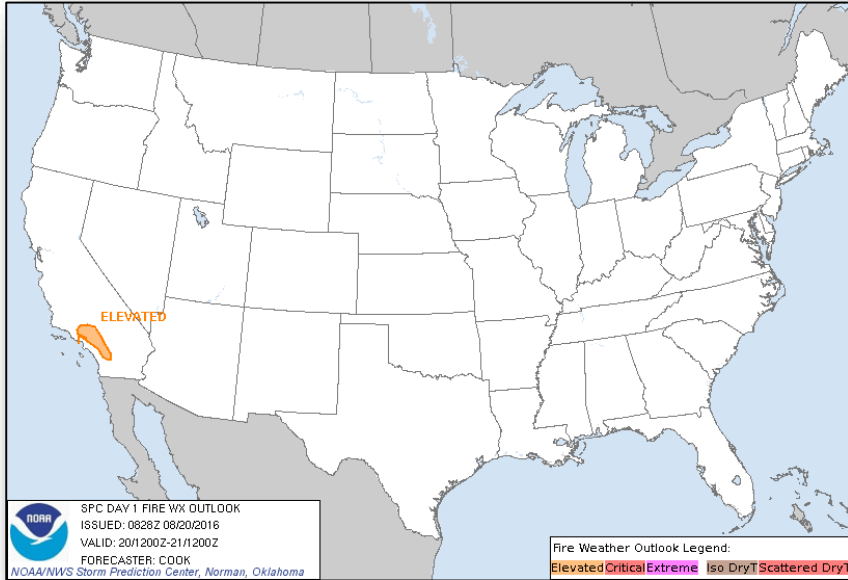 ELEVATED
SPC DAY 1 FIRE WX OUTLOOK
ISSUED: 0828Z 08/20/2016
VALID: 20/1200Z-21/1200Z
FORECASTER: COOK
NOAA/NWS Storm Prediction Center, Norman, Oklahoma
NOAA
Fire Weather Outlook Legend:
Elevated Critical Extreme Iso DryT Scattered DryT